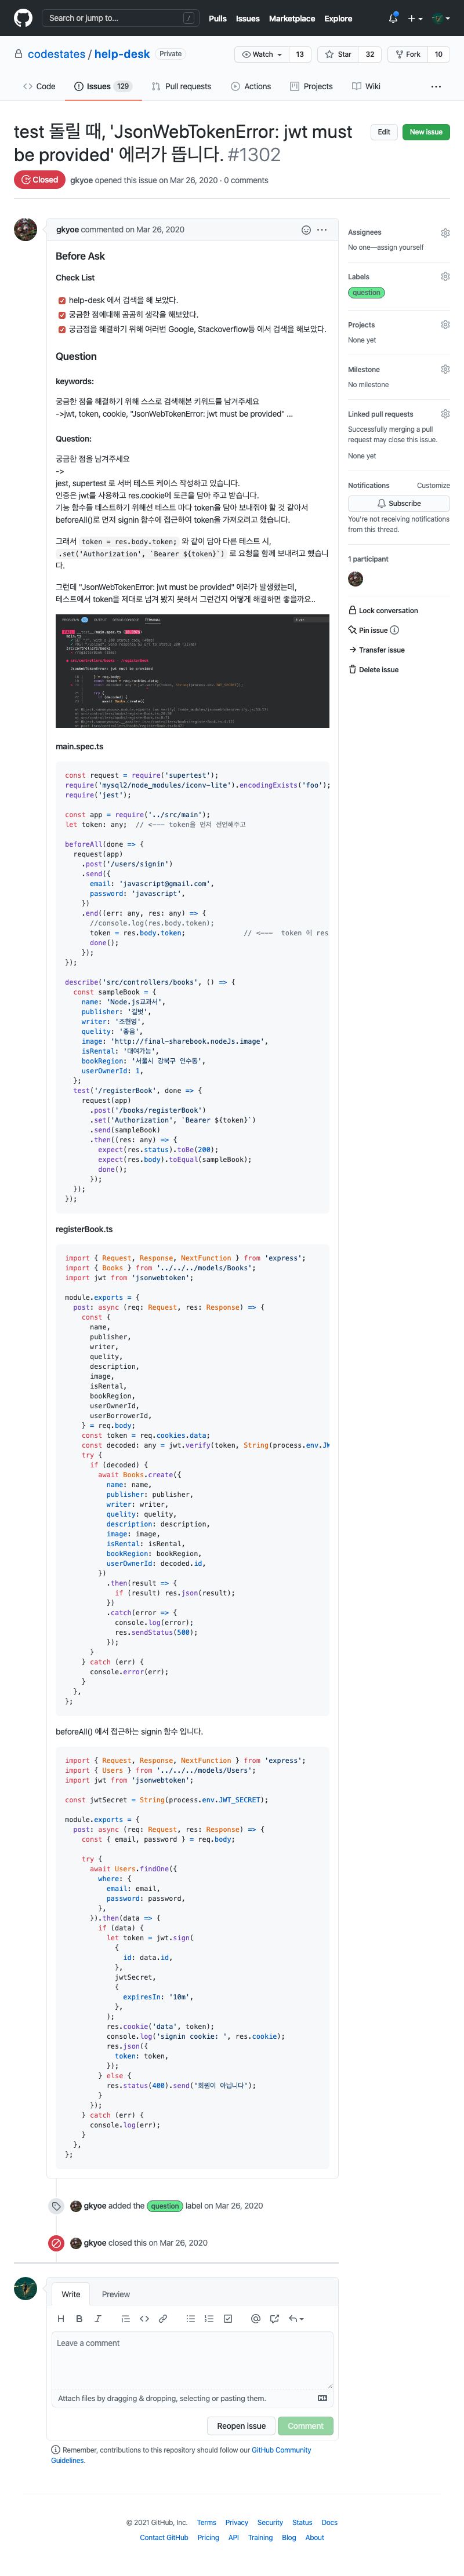 Search or jump to...
/
Pulls Issues Marketplace Explore
codestates / help-desk Private
Watch 13 Star 32 Fork 10
Code Issues 129 Pull requests Actions Projects Wiki
test 돌릴 때, 'JsonWebTokenError: jwt must be provided' 에러가 뜹니다. #1302
Edit New issue
Closed gkyoe opened this issue on Mar 26, 2020 · 0 comments
gkyoe commented on Mar 26, 2020
Before Ask
Check List
help-desk 에서 검색을 해 보았다.
궁금한 점에대해 곰곰히 생각을 해보았다.
궁금점을 해결하기 위해 여러번 Google, Stackoverflow등 에서 검색을 해보았다.
Question
keywords:
궁금한 점을 해결하기 위해 스스로 검색해본 키워드를 남겨주세요
->jwt, token, cookie, "JsonWebTokenError: jwt must be provided" ...
Question:
궁금한 점을 남겨주세요
->
jest, supertest 로 서버 테스트 케이스 작성하고 있습니다.
인증은 jwt를 사용하고 res.cookie에 토큰을 담아 주고 받습니다.
기능 함수들 테스트하기 위해선 테스트 마다 token을 담아 보내줘야 할 것 같아서
beforeAll()로 먼저 signin 함수에 접근하여 token을 가져오려고 했습니다.
그래서 token = res.body.token; 와 같이 담아 다른 테스트 시,
.set('Authorization', `Bearer ${token}`) 로 요청을 함께 보내려고 했습니다.
그런데 "JsonWebTokenError: jwt must be provided" 에러가 발생했는데,
테스트에서 token을 제대로 넘겨 봤지 못해서 그런건지 어떻게 해결하면 좋을까요..
main.spec.ts
const request = require('supertest');
require('mysql2/node_modules/iconv-lite').encodingExists('foo');
require('jest');
const app = require('../src/main');
let token: any; // <--- token을 먼저 선언해주고
beforeAll(done => {
request(app)
.post('/users/signin')
.send({
email: 'javascript@gmail.com',
password: 'javascript',
})
.end((err: any, res: any) => {
//console.log(res.body.token);
token = res.body.token; // <--- token 에 res
done();
});
});
describe('src/controllers/books', () => {
const sampleBook = {
name: 'Node.js교과서',
publisher: '길벗',
writer: '조현영',
quelity: '좋음',
image: 'http://final-sharebook.nodeJs.image',
isRental: '대여가능',
bookRegion: '서울시 강북구 인수동',
userOwnerId: 1,
};
test('/registerBook', done => {
request(app)
.post('/books/registerBook')
.set('Authorization', `Bearer ${token}`)
.send(sampleBook)
.then((res: any) => {
expect(res.status).toBe(200);
expect(res.body).toEqual(sampleBook);
done();
});
});
});
registerBook.ts
import { Request, Response, NextFunction } from 'express';
import { Books } from '../../../models/Books';
import jwt from 'jsonwebtoken';
module.exports = {
post: async (req: Request, res: Response) => {
const {
name,
publisher,
writer,
quelity,
description,
image,
isRental,
bookRegion,
userOwnerId,
userBorrowerId,
} = req.body;
const token = req.cookies.data;
const decoded: any = jwt.verify(token, String(process.env.JW
try {
if (decoded) {
await Books.create({
name: name,
publisher: publisher,
writer: writer,
quelity: quelity,
description: description,
image: image,
isRental: isRental,
bookRegion: bookRegion,
userOwnerId: decoded.id,
})
.then(result => {
if (result) res.json(result);
})
.catch(error => {
console.log(error);
res.sendStatus(500);
});
}
} catch (err) {
console.error(err);
}
},
};
beforeAll() 에서 접근하는 signin 함수 입니다.
import { Request, Response, NextFunction } from 'express';
import { Users } from '../../../models/Users';
import jwt from 'jsonwebtoken';
const jwtSecret = String(process.env.JWT_SECRET);
module.exports = {
post: async (req: Request, res: Response) => {
const { email, password } = req.body;
try {
await Users.findOne({
where: {
email: email,
password: password,
},
}).then(data => {
if (data) {
let token = jwt.sign(
{
id: data.id,
},
jwtSecret,
{
expiresIn: '10m',
},
);
res.cookie('data', token);
console.log('signin cookie: ', res.cookie);
res.json({
token: token,
});
} else {
res.status(400).send('회원이 아닙니다');
}
});
} catch (err) {
console.log(err);
}
},
};
gkyoe added the question label on Mar 26, 2020
gkyoe closed this on Mar 26, 2020
Write Preview
Leave a comment
Attach files by dragging & dropping, selecting or pasting them.
Reopen issue Comment
Remember, contributions to this repository should follow our GitHub Community Guidelines.
Assignees
No one—assign yourself
Labels
question
Projects
None yet
Milestone
No milestone
Linked pull requests
Successfully merging a pull request may close this issue.
None yet
Notifications Customize
Subscribe
You're not receiving notifications from this thread.
1 participant
Lock conversation
Pin issue
Transfer issue
Delete issue
© 2021 GitHub, Inc. Terms Privacy Security Status Docs
Contact GitHub Pricing API Training Blog About